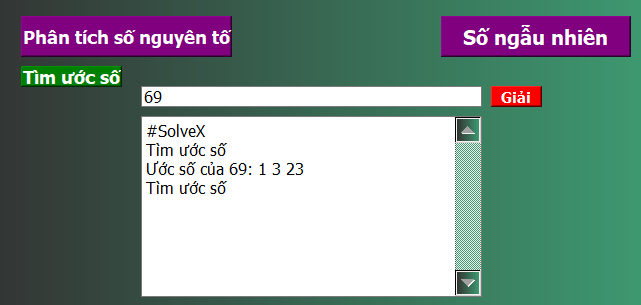 Phân tích số nguyên tố
Số ngẫu nhiên
Tìm ước số
69
Giải
#SolveX
Tìm ước số
Ước số của 69: 1 3 23
Tìm ước số